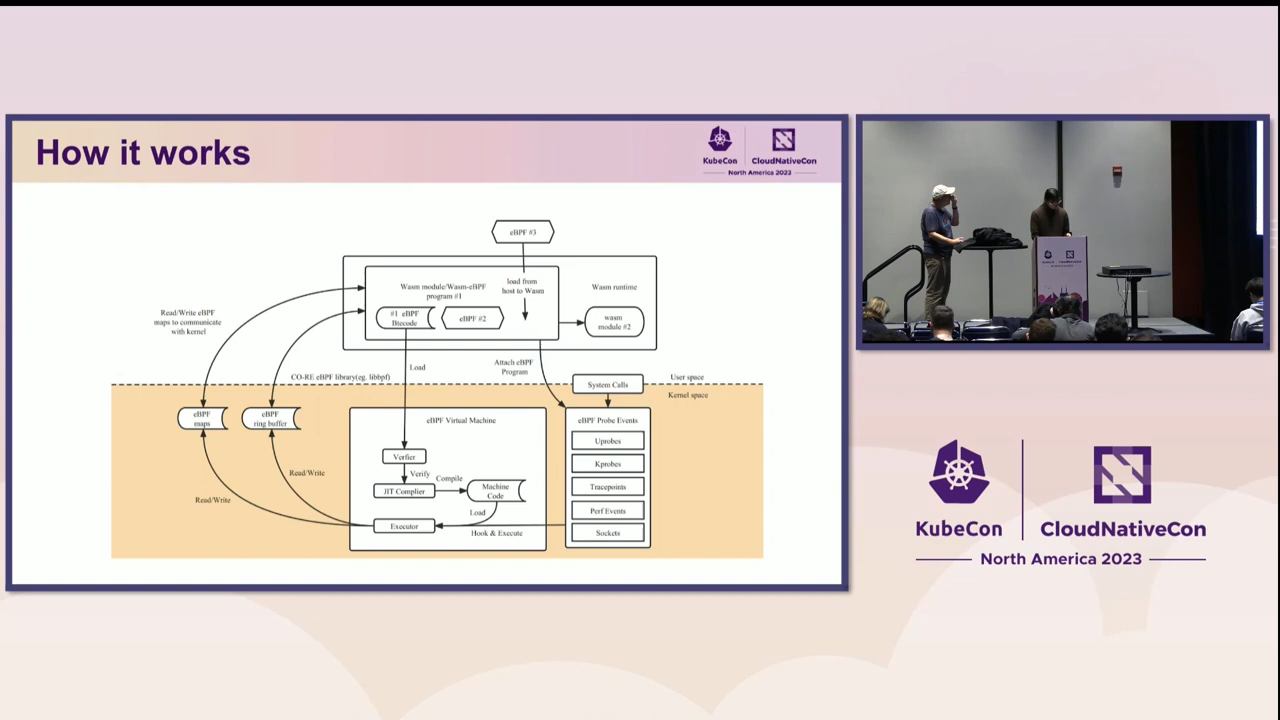 How it works
KubeCon
CloudNativeCon
North America 2023
eBPF #3
Wasm module/Wasm-eBPF
program #1
load from
host to Wasm
Wasm runtime
#1 eBPF
Btecode
eBPF #2
wasm
module #2
Read/Write eBPF
maps to communicate
with kernel
Load
Attach eBPF
Program
CO-RE eBPF library(eg. libbpf)
System Calls
User space
Kernel space
eBPF
maps
eBPF
ring buffer
eBPF Virtual Machine
eBPF Probe Events
Uprobes
Verfier
Kprobes
Verify
Read/Write
Compile
JIT Complier
Machine
Code
Tracepoints
Read/Write
Load
Perf Events
Executor
Hook & Execute
Sockets
KubeCon
CloudNativeCon
North America 2023